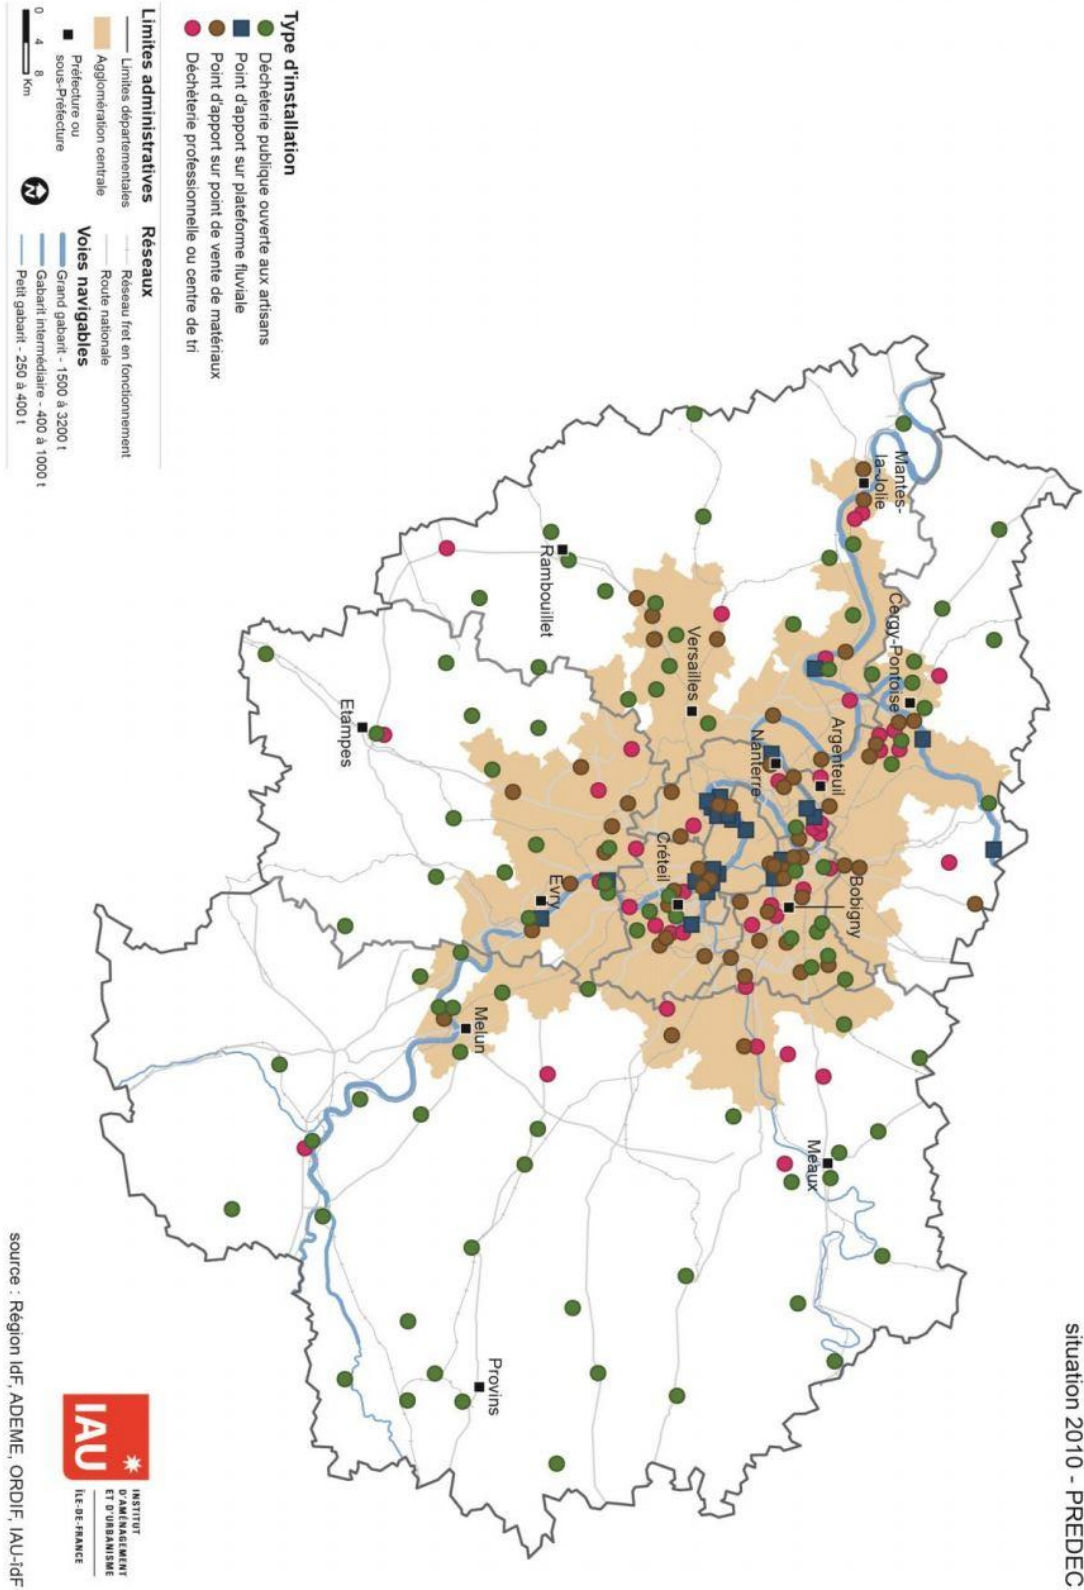 situation 2010 - PREDEC
Mantes-
la-Jolie
Cergy-Pontoise
Argenteuil
Bobigny
Nanterre
Meaux
Versailles
Créteil
Rambouillet
Evry
Melun
Provins
Etampes
Type d'installation
Déchèterie publique ouverte aux artisans
Point d'apport sur plateforme fluviale
Point d'apport sur point de vente de matériaux
Déchèterie professionnelle ou centre de tri
Limites administratives
Limites départementales
Agglomération centrale
Préfecture ou
sous-Préfecture
0 4 8
Km
N
Réseaux
Réseau fret en fonctionnement
Route nationale
Voies navigables
Grand gabarit - 1500 à 3200 t
Gabarit intermédiaire - 400 à 1000 t
Petit gabarit - 250 à 400 t
IAU
INSTITUT
D'AMÉNAGEMENT
ET D'URBANISME
ÎLE-DE-FRANCE
source : Région IdF, ADEME, ORDIF, IAU-îdF